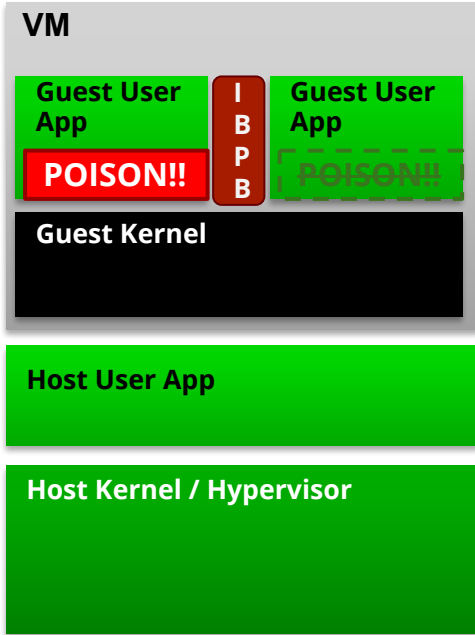 VM
Guest User
App
POISON!!
I
B
P
B
Guest User
App
POISON!!
Guest Kernel
Host User App
Host Kernel / Hypervisor